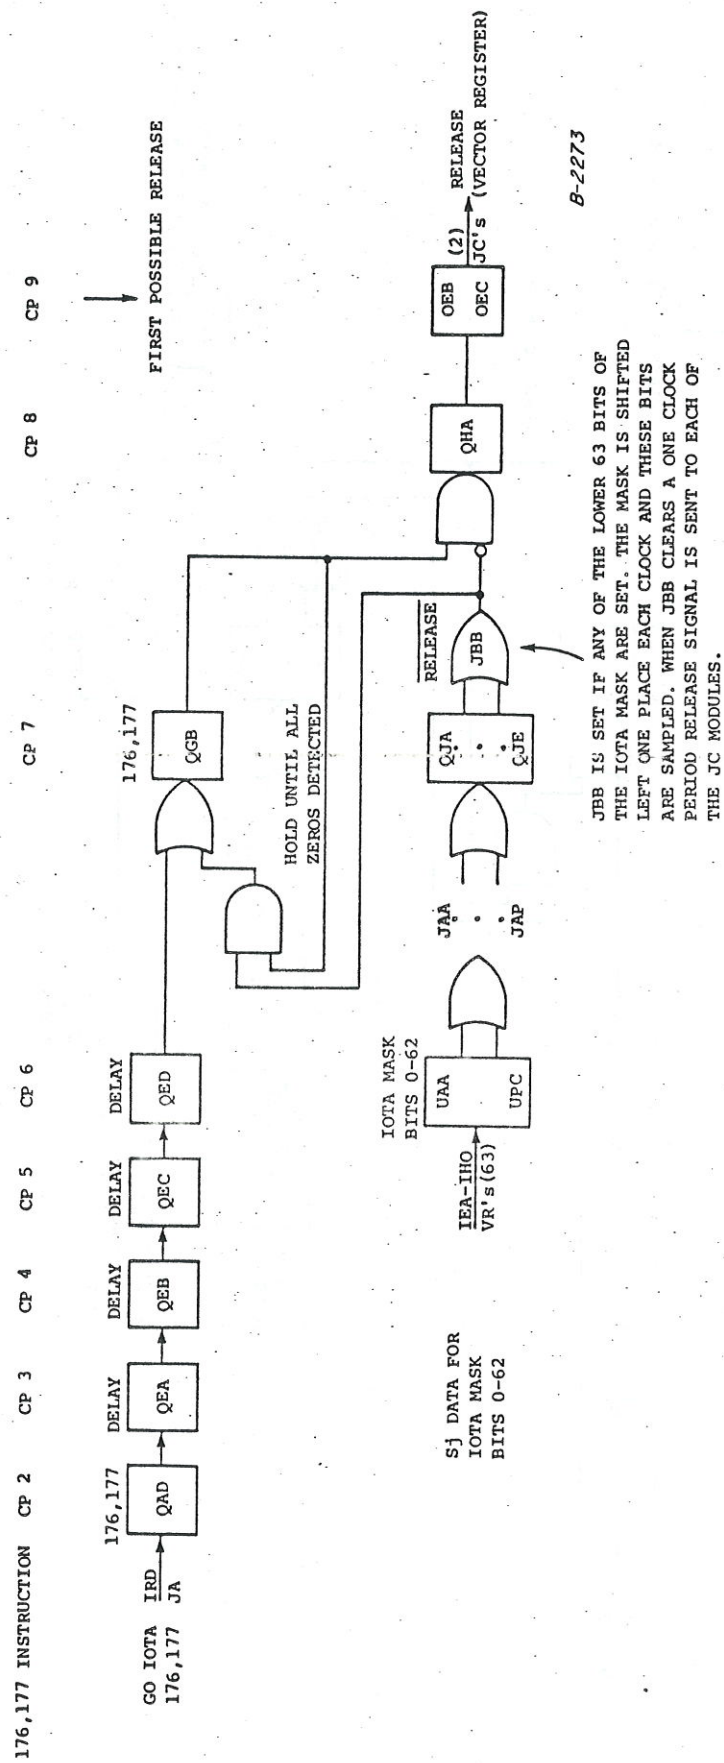 176,177 INSTRUCTION CP 2 CP 3 CP 4 CP 5 CP 6 CP 7 CP 8 CP 9
FIRST POSSIBLE RELEASE
GO IOTA IRD
176,177 JA
176,177
QAD
DELAY
QEA
DELAY
QEB
DELAY
QEC
DELAY
QED
176,177
QGB
HOLD UNTIL ALL
ZEROS DETECTED
Sj DATA FOR
IOTA MASK
BITS 0-62
IEA-IHO
VR's(63)
IOTA MASK
BITS 0-62
UAA
UPC
JAA
JAP
QJA
QJE
RELEASE
JBB
QHA
OEB
OEC
(2) RELEASE
JC's (VECTOR REGISTER)
B-2273
JBB IS SET IF ANY OF THE LOWER 63 BITS OF
THE IOTA MASK ARE SET. THE MASK IS SHIFTED
LEFT ONE PLACE EACH CLOCK AND THESE BITS
ARE SAMPLED. WHEN JBB CLEARS A ONE CLOCK
PERIOD RELEASE SIGNAL IS SENT TO EACH OF
THE JC MODULES.